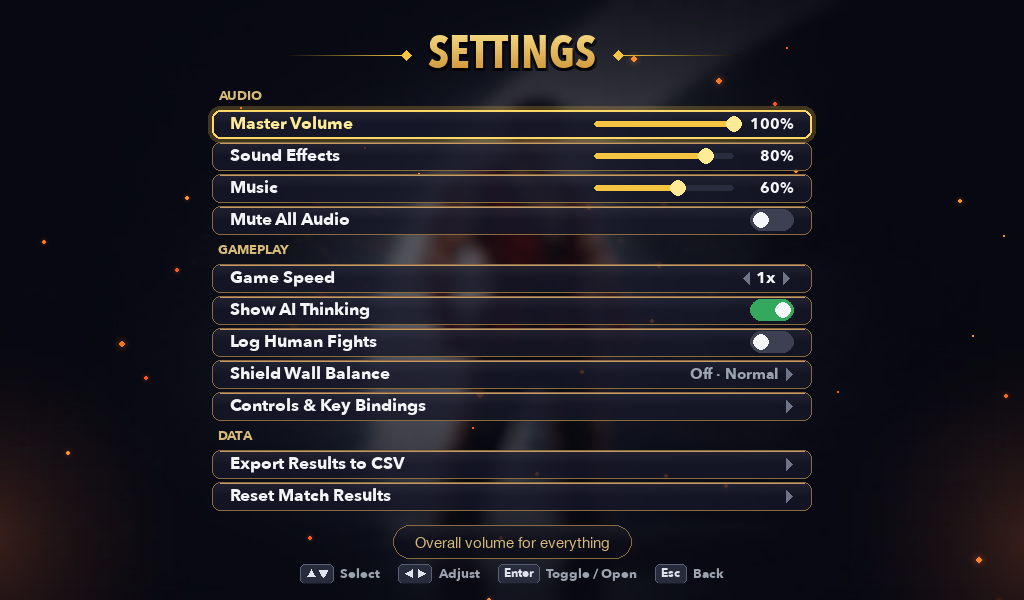 SETTINGS
AUDIO
Master Volume 100%
Sound Effects 80%
Music 60%
Mute All Audio
GAMEPLAY
Game Speed 1x
Show AI Thinking
Log Human Fights
Shield Wall Balance Off · Normal
Controls & Key Bindings
DATA
Export Results to CSV
Reset Match Results
Overall volume for everything
▲▼ Select ◀▶ Adjust Enter Toggle / Open Esc Back